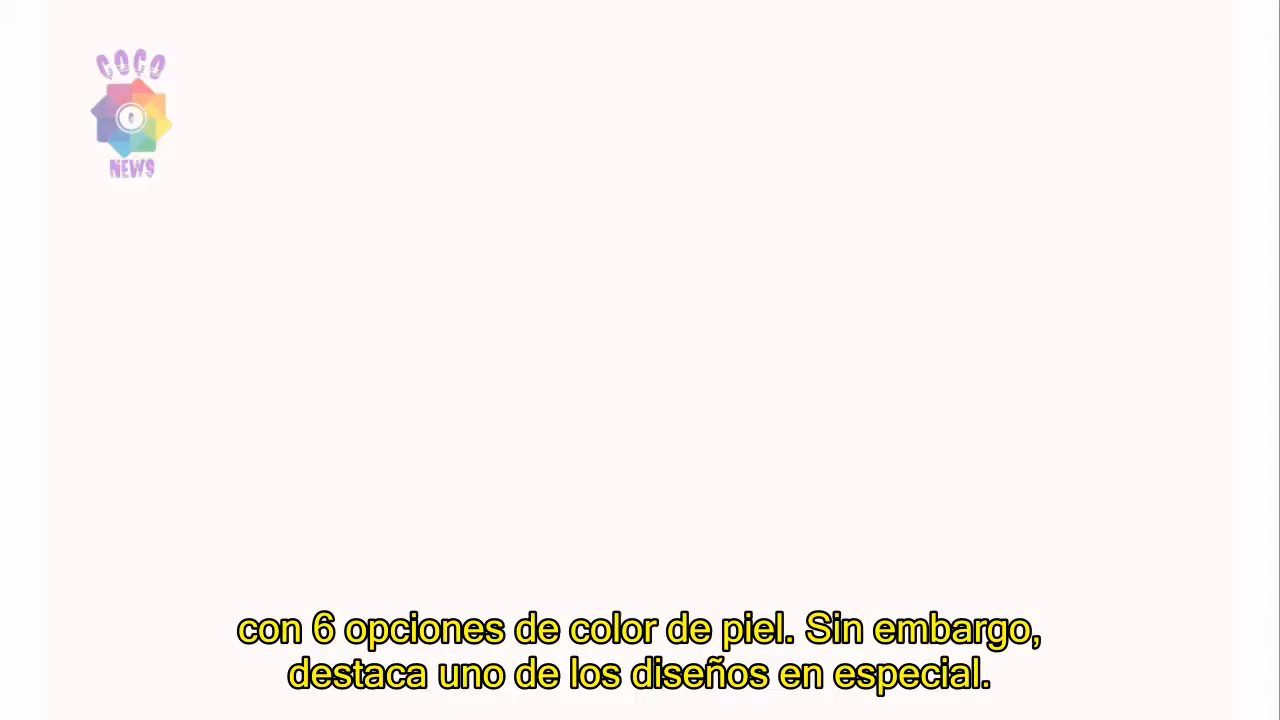 COCO
NEWS
con 6 opciones de color de piel. Sin embargo,
destaca uno de los diseños en especial.